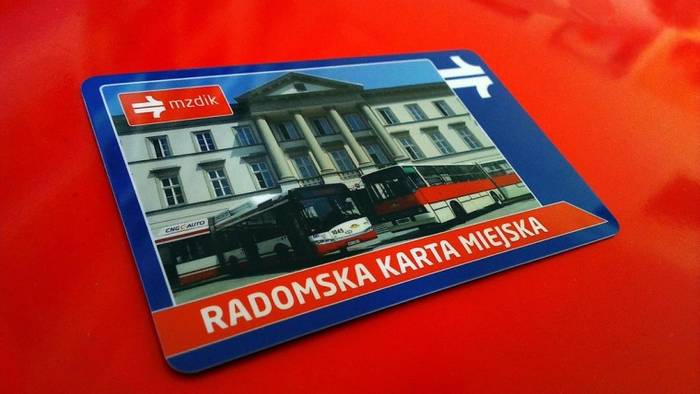 mzdik
CNG AUTO
1045
RADOMSKA KARTA MIEJSKA